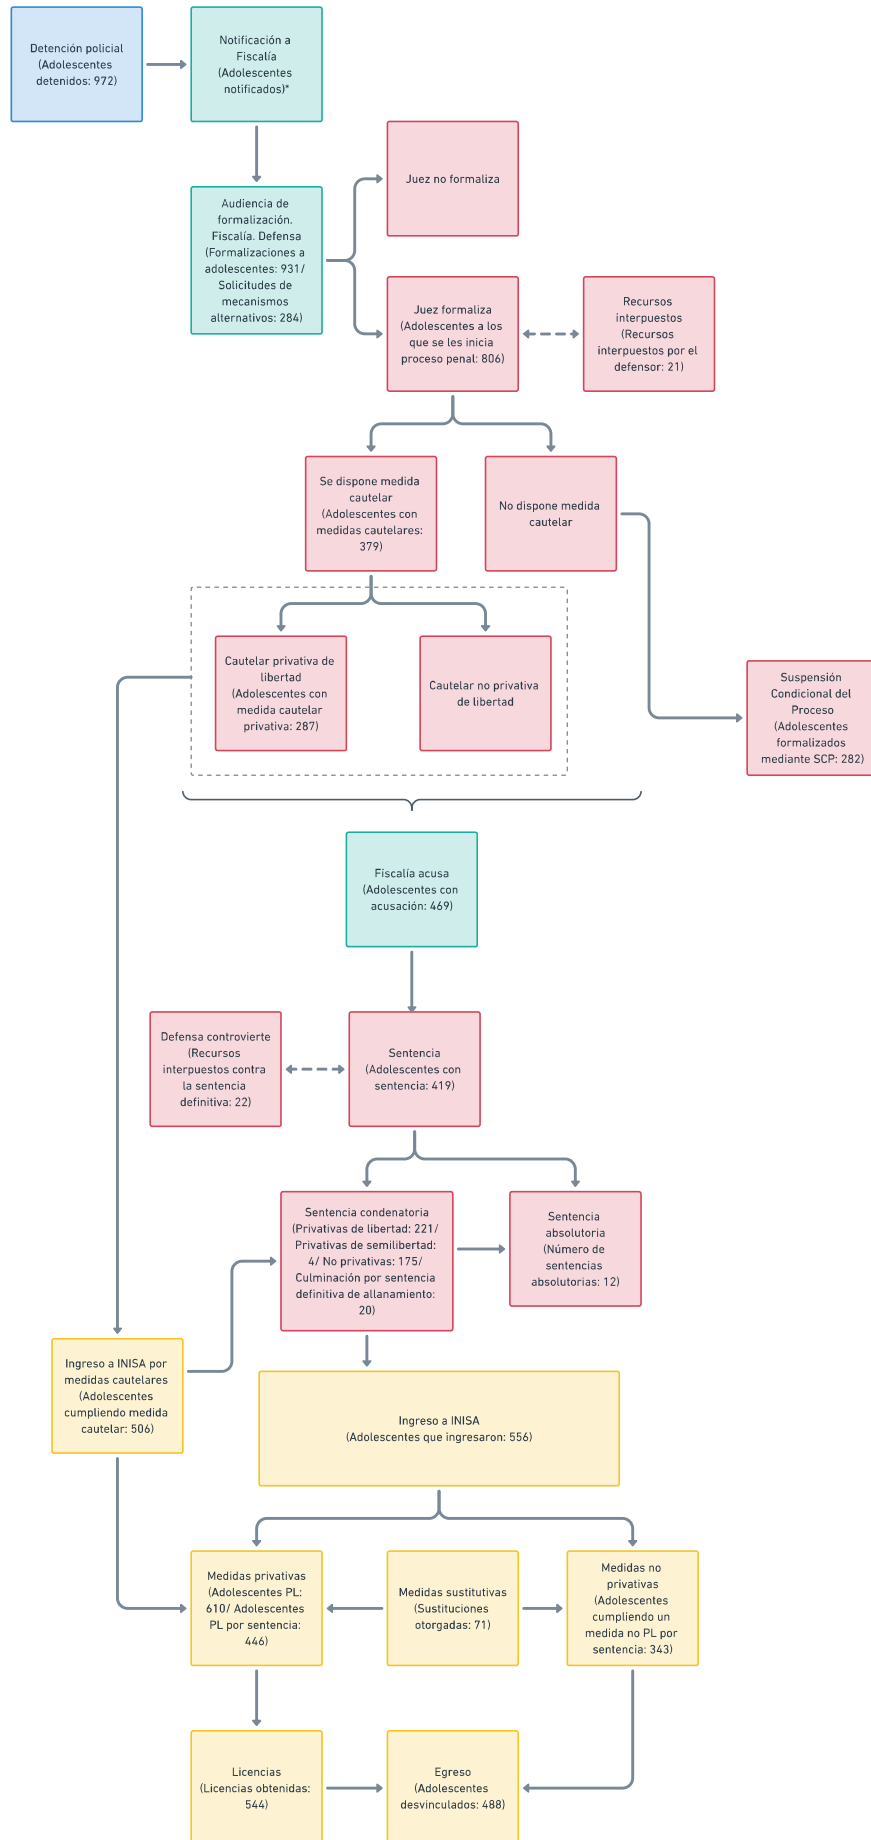 Detención policial
(Adolescentes
detenidos: 972)
Notificación a
Fiscalía
(Adolescentes
notificados)*
Juez no formaliza
Audiencia de
formalización.
Fiscalía. Defensa
(Formalizaciones a
adolescentes: 931/
Solicitudes de
mecanismos
alternativos: 284)
Juez formaliza
(Adolescentes a los
que se les inicia
proceso penal: 806)
Recursos
interpuestos
(Recursos
interpuestos por el
defensor: 21)
Se dispone medida
cautelar
(Adolescentes con
medidas cautelares:
379)
No dispone medida
cautelar
Cautelar privativa de
libertad
(Adolescentes con
medida cautelar
privativa: 287)
Cautelar no privativa
de libertad
Suspensión
Condicional del
Proceso
(Adolescentes
formalizados
mediante SCP: 282)
Fiscalía acusa
(Adolescentes con
acusación: 469)
Defensa controvierte
(Recursos
interpuestos contra
la sentencia
definitiva: 22)
Sentencia
(Adolescentes con
sentencia: 419)
Sentencia condenatoria
(Privativas de libertad: 221/
Privativas de semilibertad:
4/ No privativas: 175/
Culminación por sentencia
definitiva de allanamiento:
20)
Sentencia
absolutoria
(Número de
sentencias
absolutorias: 12)
Ingreso a INISA por
medidas cautelares
(Adolescentes
cumpliendo medida
cautelar: 506)
Ingreso a INISA
(Adolescentes que ingresaron: 556)
Medidas privativas
(Adolescentes PL:
610/ Adolescentes
PL por sentencia:
446)
Medidas sustitutivas
(Sustituciones
otorgadas: 71)
Medidas no
privativas
(Adolescentes
cumpliendo un
medida no PL por
sentencia: 343)
Licencias
(Licencias obtenidas:
544)
Egreso
(Adolescentes
desvinculados: 488)